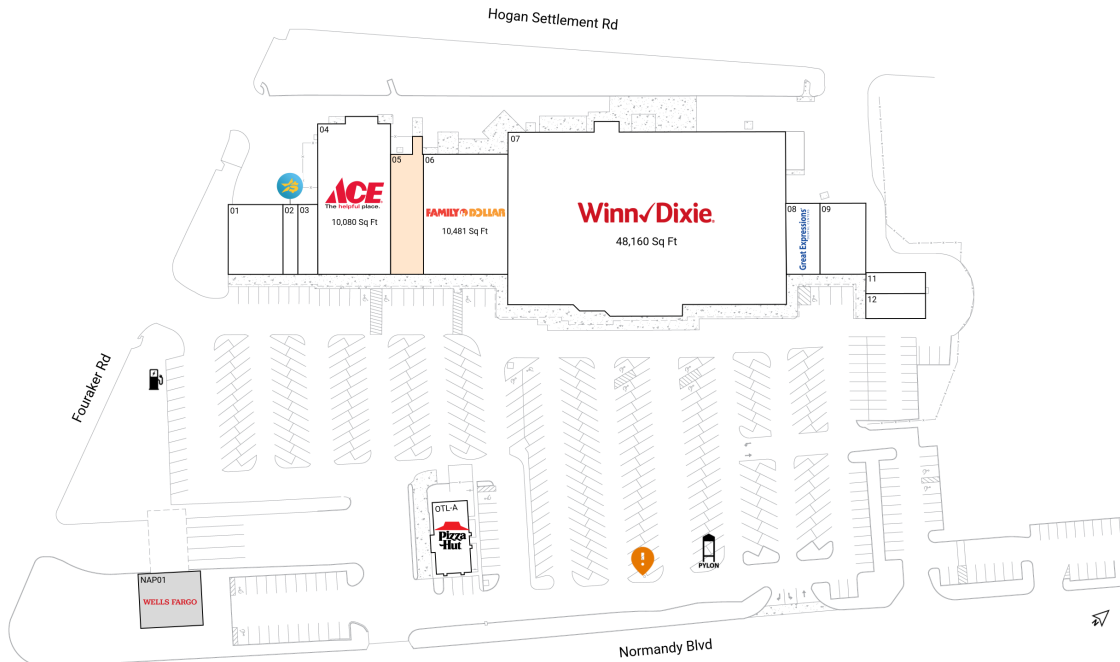 Hogan Settlement Rd
04
05
06
07
ACE
The helpful place.
10,080 Sq Ft
FAMILY DOLLAR
10,481 Sq Ft
Winn Dixie
48,160 Sq Ft
01
02
03
08
Great Expressions
09
11
12
Fouraker Rd
OTL-A
Pizza
Hut
PYLON
NAP01
WELLS FARGO
Normandy Blvd